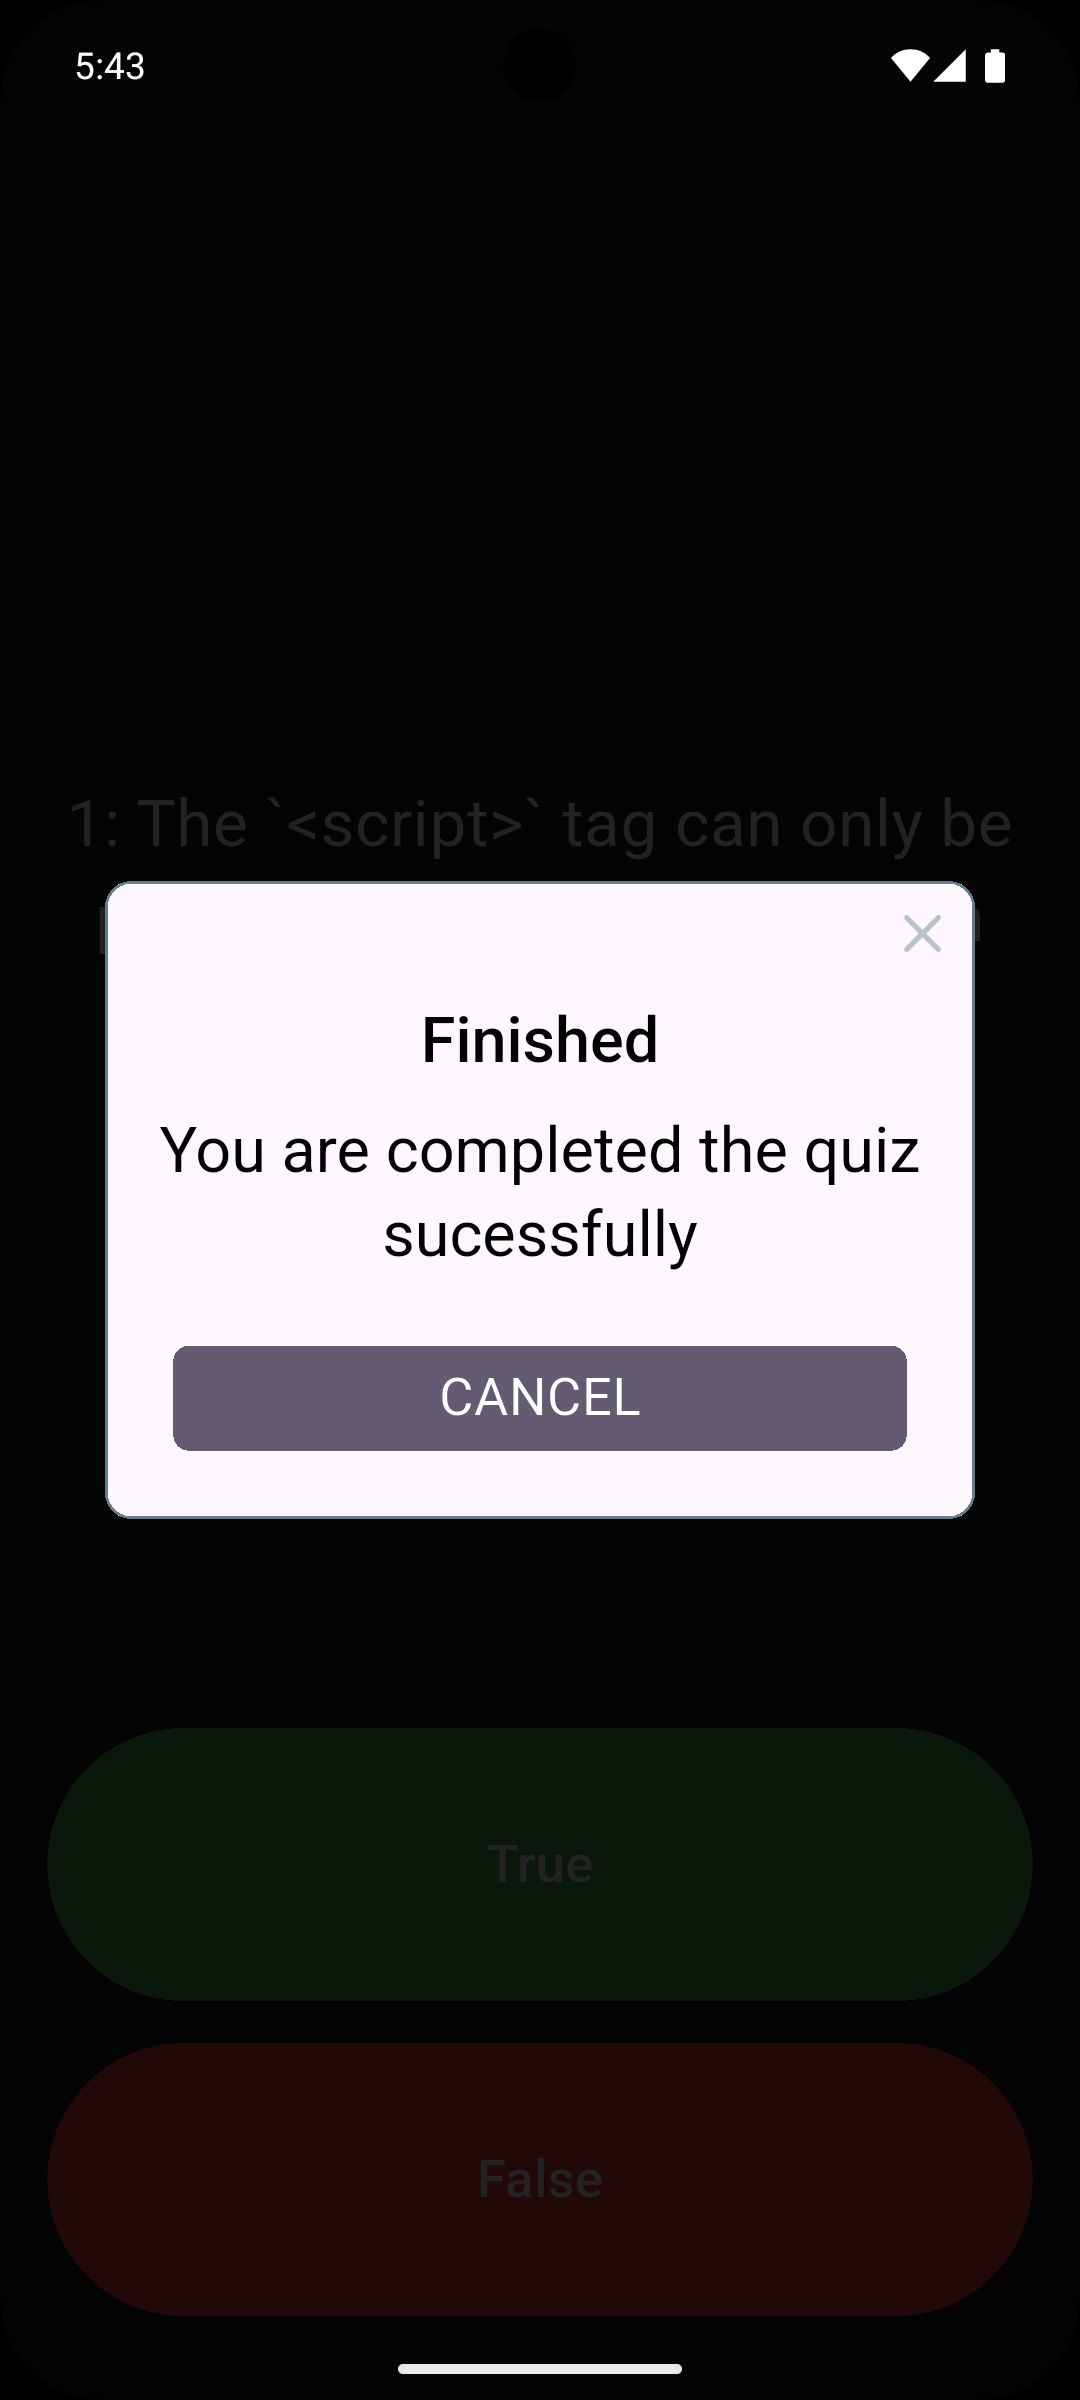 5:43
1: The `<script>` tag can only be
Finished
You are completed the quiz
sucessfully
CANCEL
True
False